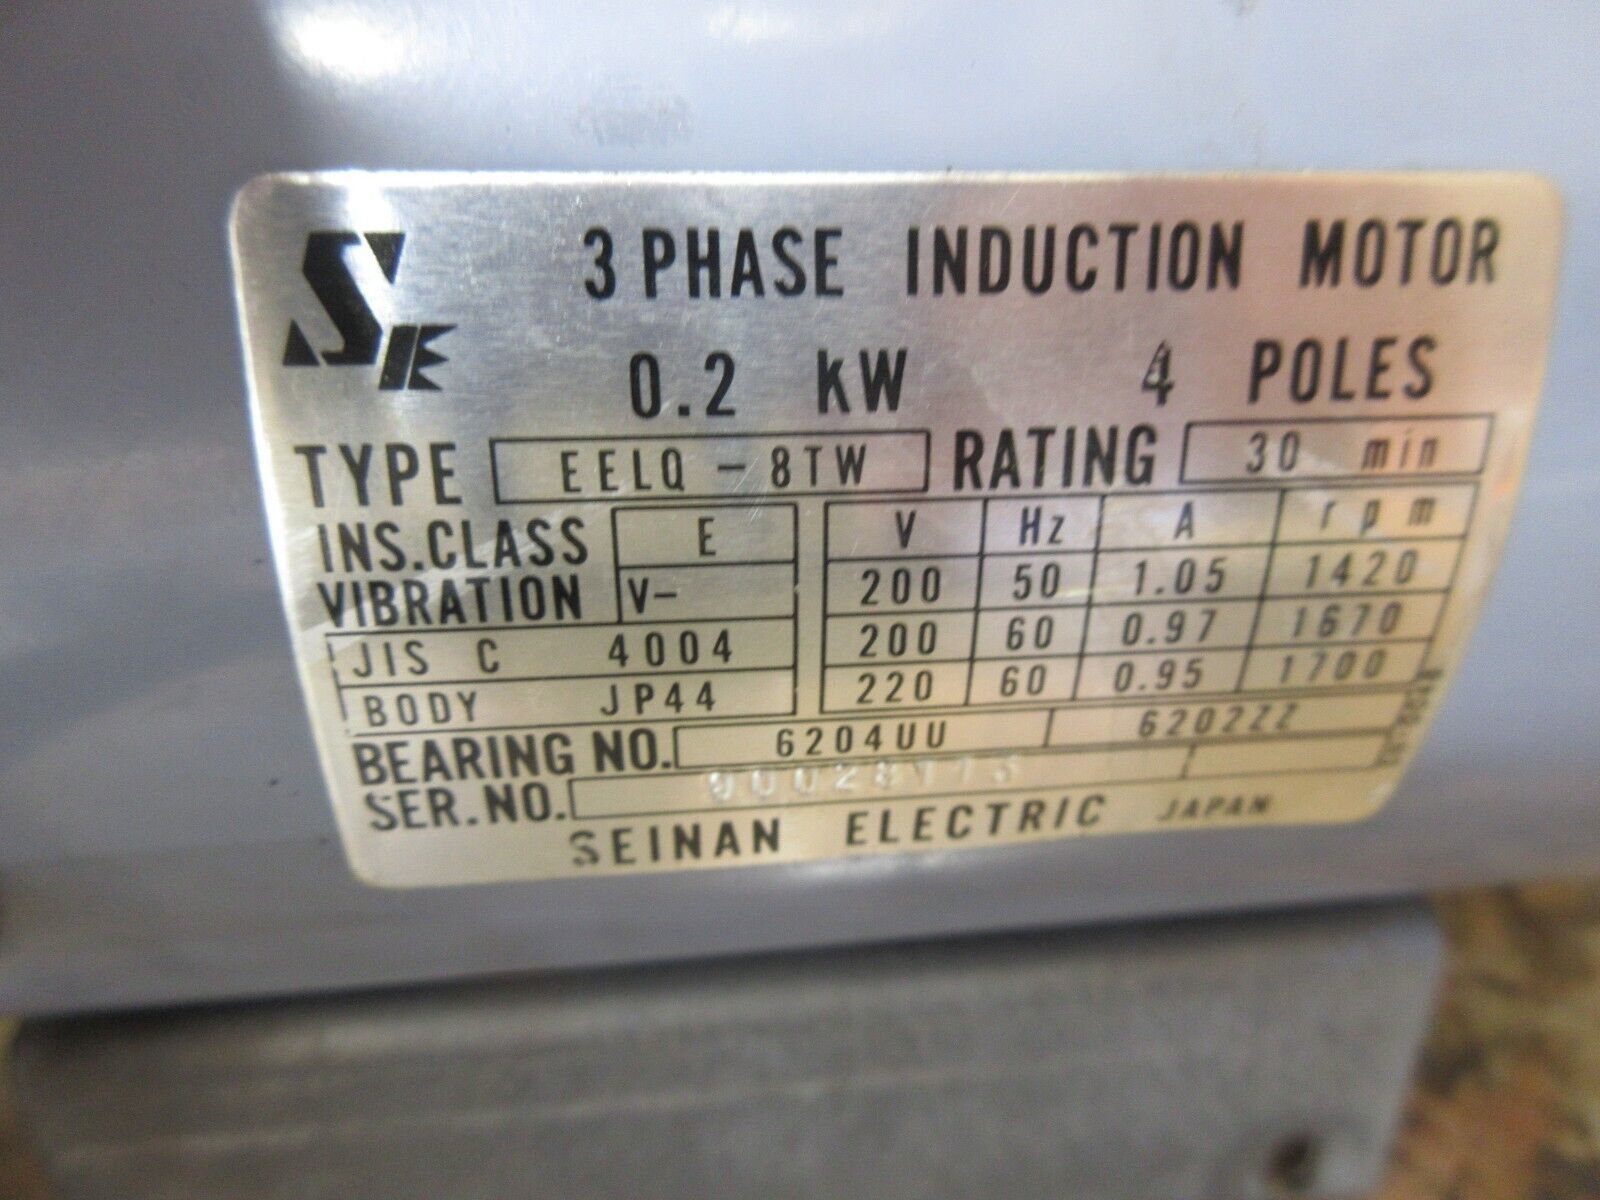 SE 3 PHASE INDUCTION MOTOR
0.2 kW 4 POLES
TYPE EELQ - 8TW RATING 30 min
INS.CLASS E
VIBRATION V-
JIS C 4004
BODY JP44
V Hz A rpm
200 50 1.05 1420
200 60 0.97 1670
220 60 0.95 1700
BEARING NO. 6204UU 6202ZZ
SER.NO.
SEINAN ELECTRIC JAPAN